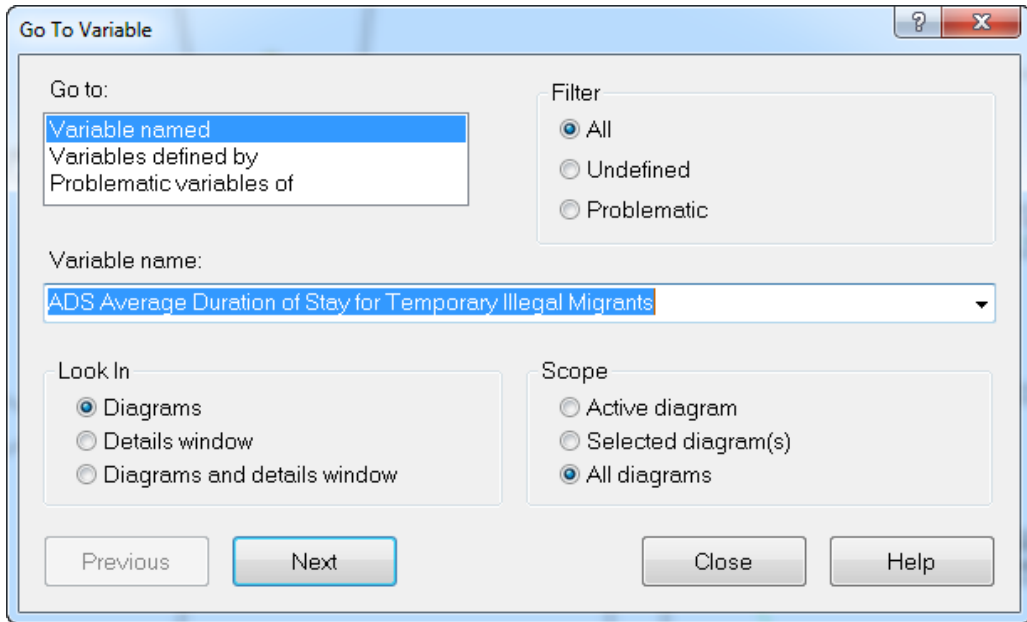 Go To Variable
Go to:
Variable named
Variables defined by
Problematic variables of
Filter
All
Undefined
Problematic
Variable name:
ADS Average Duration of Stay for Temporary Illegal Migrants
Look In
Diagrams
Details window
Diagrams and details window
Scope
Active diagram
Selected diagram(s)
All diagrams
Previous
Next
Close
Help